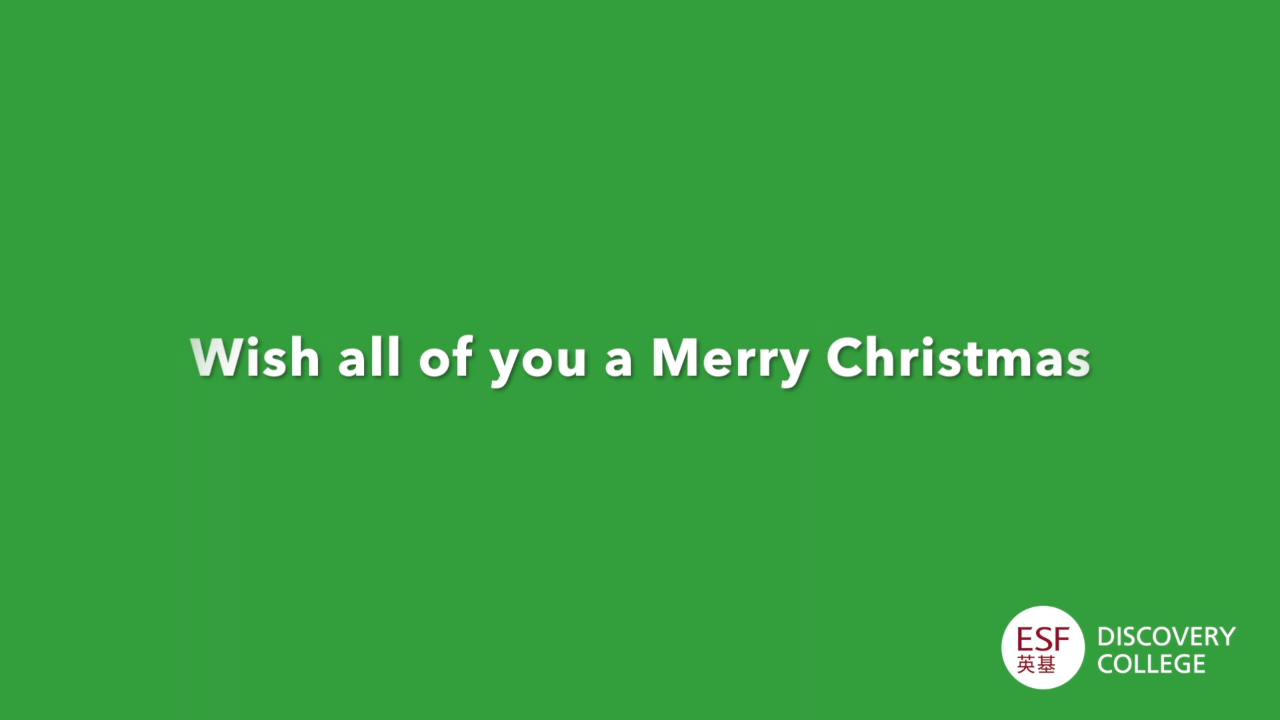 Wish all of you a Merry Christmas
ESF
英基
DISCOVERY
COLLEGE